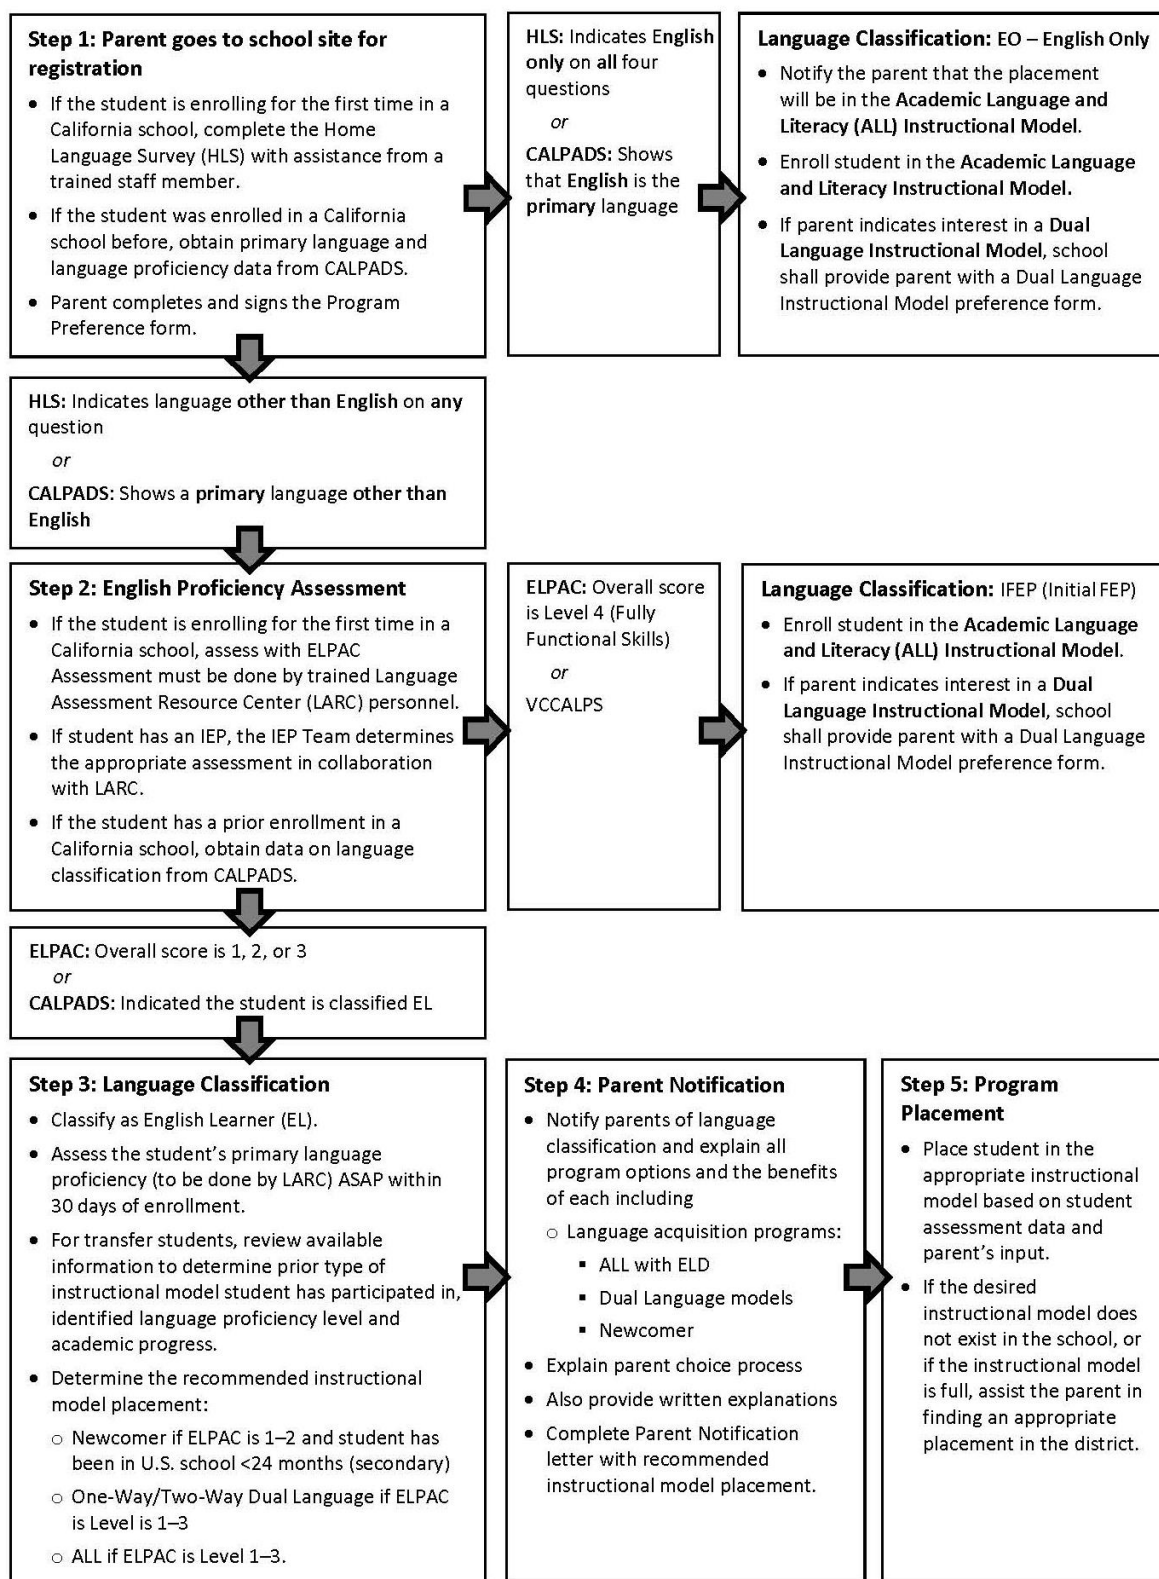 Step 1: Parent goes to school site for
registration
• If the student is enrolling for the first time in a
California school, complete the Home
Language Survey (HLS) with assistance from a
trained staff member.
• If the student was enrolled in a California
school before, obtain primary language and
language proficiency data from CALPADS.
• Parent completes and signs the Program
Preference form.
HLS: Indicates English
only on all four
questions
or
CALPADS: Shows
that English is the
primary language
Language Classification: EO – English Only
• Notify the parent that the placement
will be in the Academic Language and
Literacy (ALL) Instructional Model.
• Enroll student in the Academic Language
and Literacy Instructional Model.
• If parent indicates interest in a Dual
Language Instructional Model, school
shall provide parent with a Dual Language
Instructional Model preference form.
HLS: Indicates language other than English on any
question
or
CALPADS: Shows a primary language other than
English
Step 2: English Proficiency Assessment
• If the student is enrolling for the first time in a
California school, assess with ELPAC
Assessment must be done by trained Language
Assessment Resource Center (LARC) personnel.
• If student has an IEP, the IEP Team determines
the appropriate assessment in collaboration
with LARC.
• If the student has a prior enrollment in a
California school, obtain data on language
classification from CALPADS.
ELPAC: Overall score
is Level 4 (Fully
Functional Skills)
or
VCCALPS
Language Classification: IFEP (Initial FEP)
• Enroll student in the Academic Language
and Literacy (ALL) Instructional Model.
• If parent indicates interest in a Dual
Language Instructional Model, school
shall provide parent with a Dual Language
Instructional Model preference form.
ELPAC: Overall score is 1, 2, or 3
or
CALPADS: Indicated the student is classified EL
Step 3: Language Classification
• Classify as English Learner (EL).
• Assess the student's primary language
proficiency (to be done by LARC) ASAP within
30 days of enrollment.
• For transfer students, review available
information to determine prior type of
instructional model student has participated in,
identified language proficiency level and
academic progress.
• Determine the recommended instructional
model placement:
○ Newcomer if ELPAC is 1–2 and student has
been in U.S. school <24 months (secondary)
○ One-Way/Two-Way Dual Language if ELPAC
is Level is 1–3
○ ALL if ELPAC is Level 1–3.
Step 4: Parent Notification
• Notify parents of language
classification and explain all
program options and the benefits
of each including
○ Language acquisition programs:
▪ ALL with ELD
▪ Dual Language models
▪ Newcomer
• Explain parent choice process
• Also provide written explanations
• Complete Parent Notification
letter with recommended
instructional model placement.
Step 5: Program
Placement
• Place student in the
appropriate instructional
model based on student
assessment data and
parent's input.
• If the desired
instructional model does
not exist in the school, or
if the instructional model
is full, assist the parent in
finding an appropriate
placement in the district.